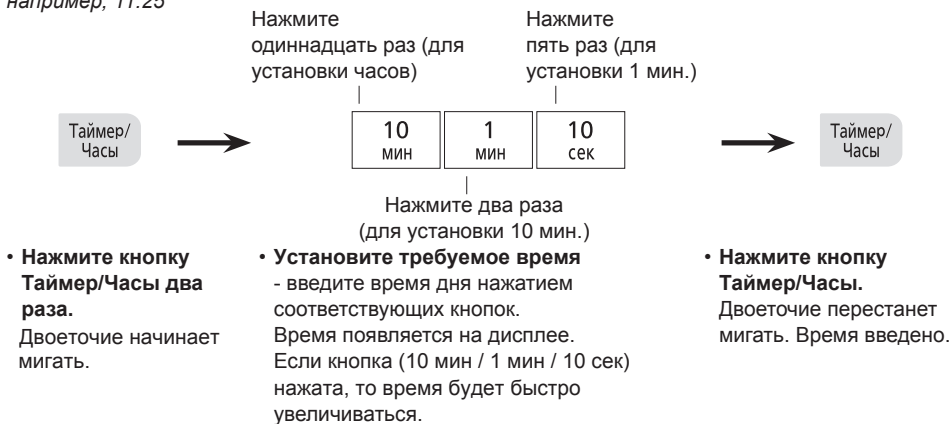 например, 11:25
Нажмите
одиннадцать раз (для
установки часов)
Нажмите
пять раз (для
установки 1 мин.)
Таймер/
Часы
10
мин
1
мин
10
сек
Таймер/
Часы
Нажмите два раза
(для установки 10 мин.)
• Нажмите кнопку
Таймер/Часы два
раза.
Двоеточие начинает
мигать.
• Установите требуемое время
- введите время дня нажатием
соответствующих кнопок.
Время появляется на дисплее.
Если кнопка (10 мин / 1 мин / 10 сек)
нажата, то время будет быстро
увеличиваться.
• Нажмите кнопку
Таймер/Часы.
Двоеточие перестанет
мигать. Время введено.